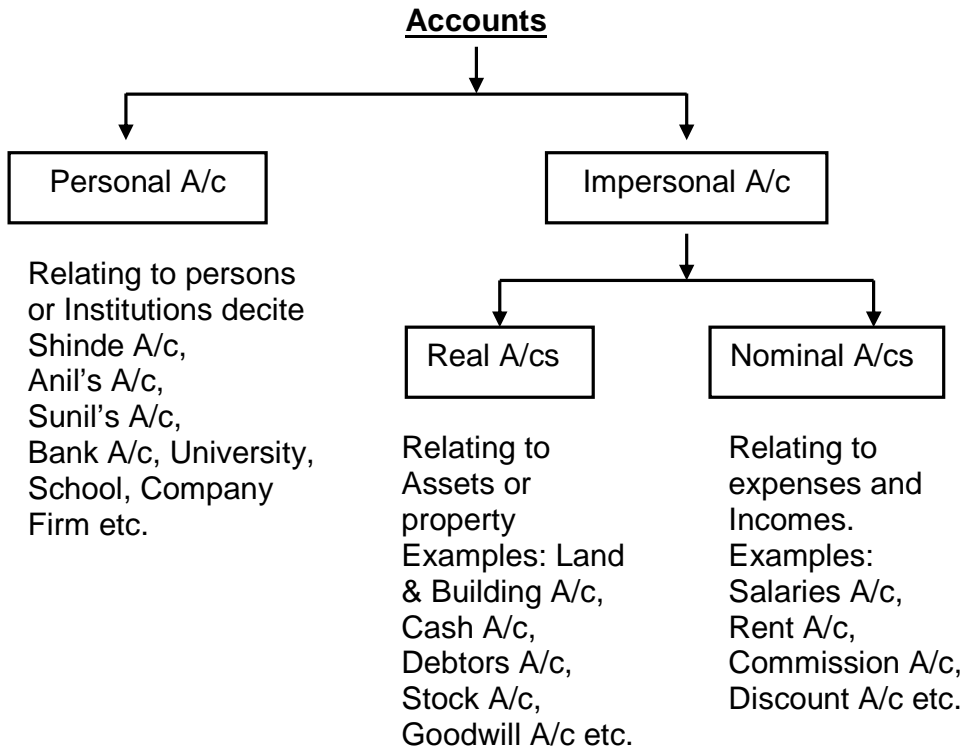 Accounts
Personal A/c
Impersonal A/c
Relating to persons
or Institutions decite
Shinde A/c,
Anil's A/c,
Sunil's A/c,
Bank A/c, University,
School, Company
Firm etc.
Real A/cs
Nominal A/cs
Relating to
Assets or
property
Examples: Land
& Building A/c,
Cash A/c,
Debtors A/c,
Stock A/c,
Goodwill A/c etc.
Relating to
expenses and
Incomes.
Examples:
Salaries A/c,
Rent A/c,
Commission A/c,
Discount A/c etc.